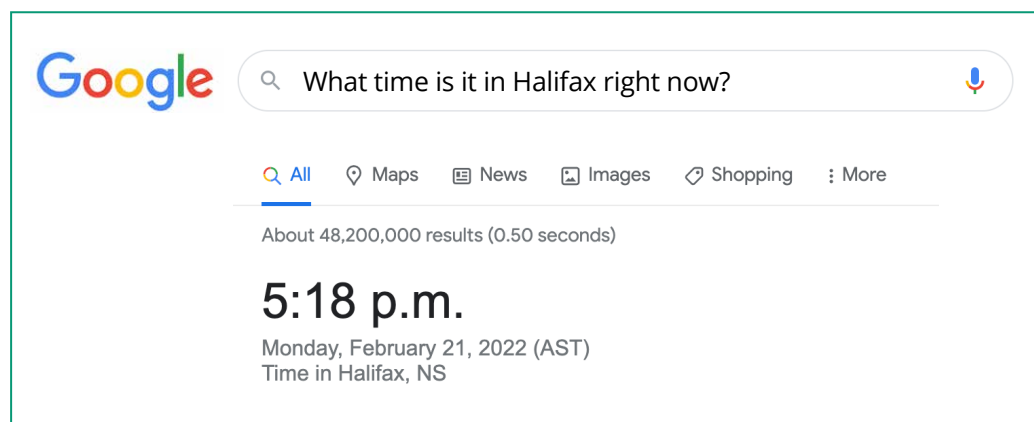 Google What time is it in Halifax right now?
All Maps News Images Shopping More
About 48,200,000 results (0.50 seconds)
5:18 p.m.
Monday, February 21, 2022 (AST)
Time in Halifax, NS